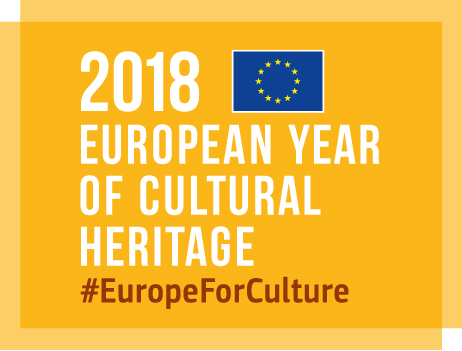 2018
EUROPEAN YEAR
OF CULTURAL
HERITAGE
#EuropeForCulture